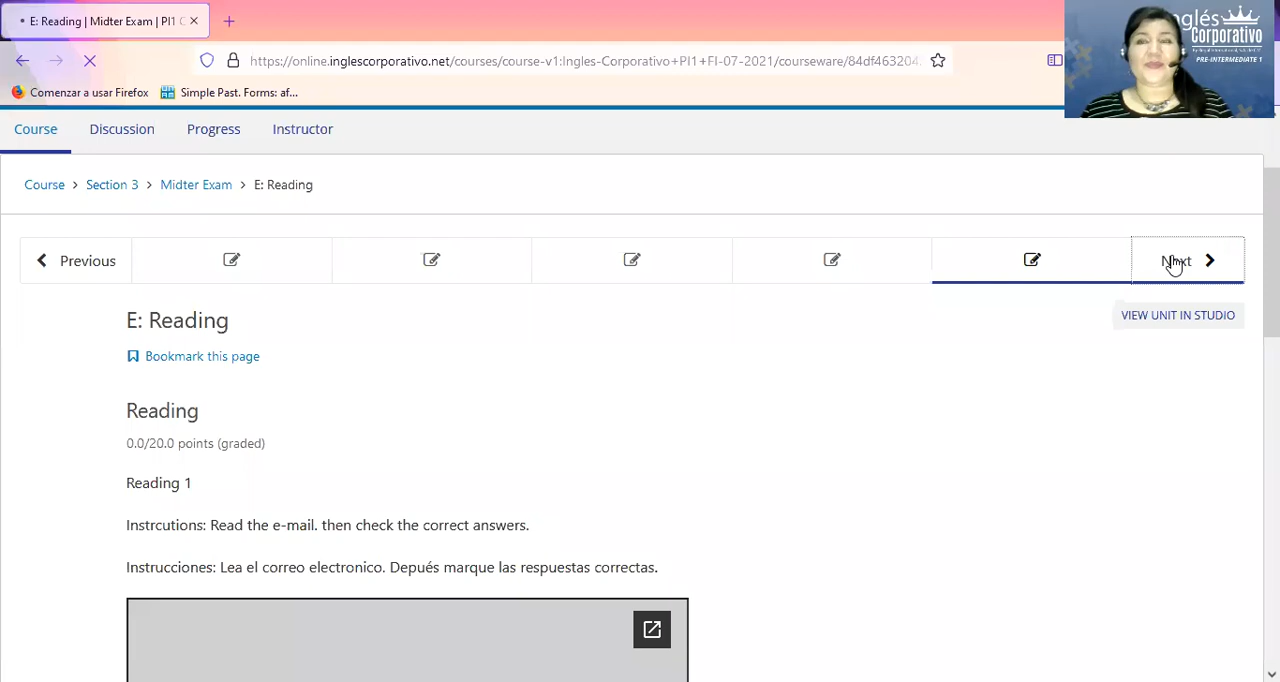 E: Reading | Midter Exam | PI1 C
https://online.inglescorporativo.net/courses/course-v1:Ingles-Corporativo+PI1+FI-07-2021/courseware/84df463204
Comenzar a usar Firefox
Simple Past. Forms: af...
Inglés
Corporativo
PRE-INTERMEDIATE 1
Course
Discussion
Progress
Instructor
Course > Section 3 > Midter Exam > E: Reading
Previous
Next
VIEW UNIT IN STUDIO
E: Reading
Bookmark this page
Reading
0.0/20.0 points (graded)
Reading 1
Instrcutions: Read the e-mail. then check the correct answers.
Instrucciones: Lea el correo electronico. Depués marque las respuestas correctas.